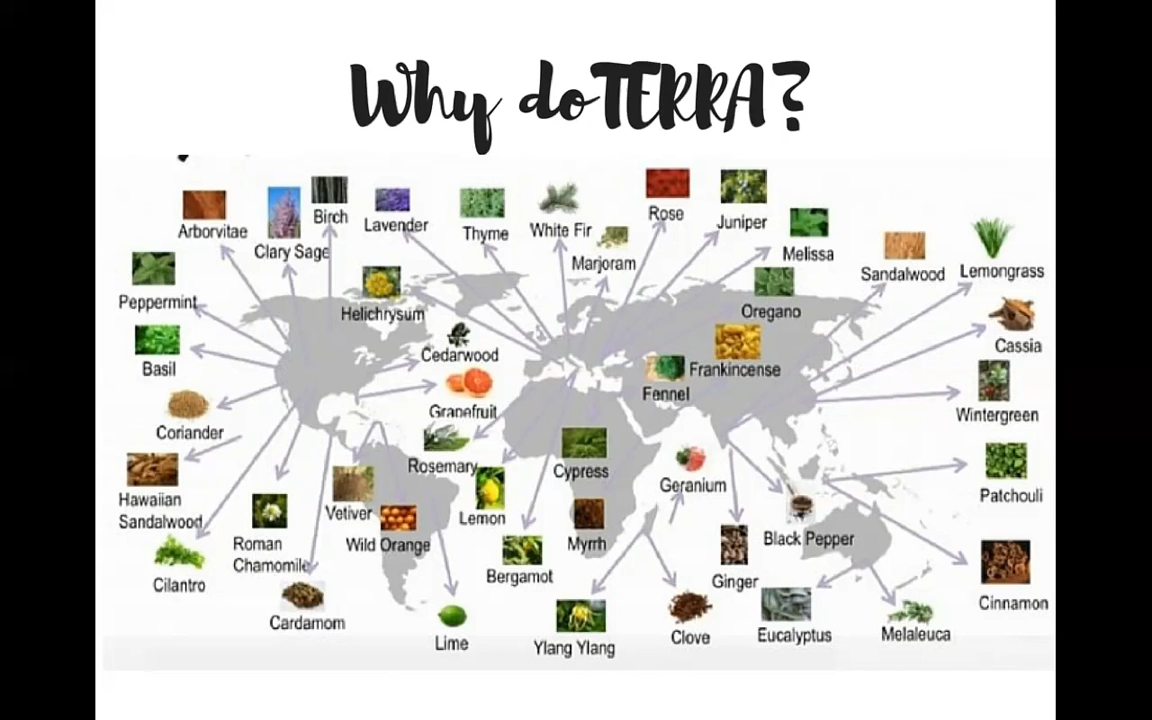 Why doTERRA?
Arborvitae
Clary Sage
Birch
Lavender
Thyme
White Fir
Marjoram
Rose
Juniper
Melissa
Sandalwood
Lemongrass
Peppermint
Helichrysum
Oregano
Cassia
Basil
Cedarwood
Frankincense
Fennel
Coriander
Grapefruit
Wintergreen
Hawaiian
Sandalwood
Rosemary
Cypress
Geranium
Patchouli
Vetiver
Lemon
Roman
Chamomile
Wild Orange
Myrrh
Black Pepper
Cilantro
Bergamot
Ginger
Cinnamon
Cardamom
Lime
Ylang Ylang
Clove
Eucalyptus
Melaleuca